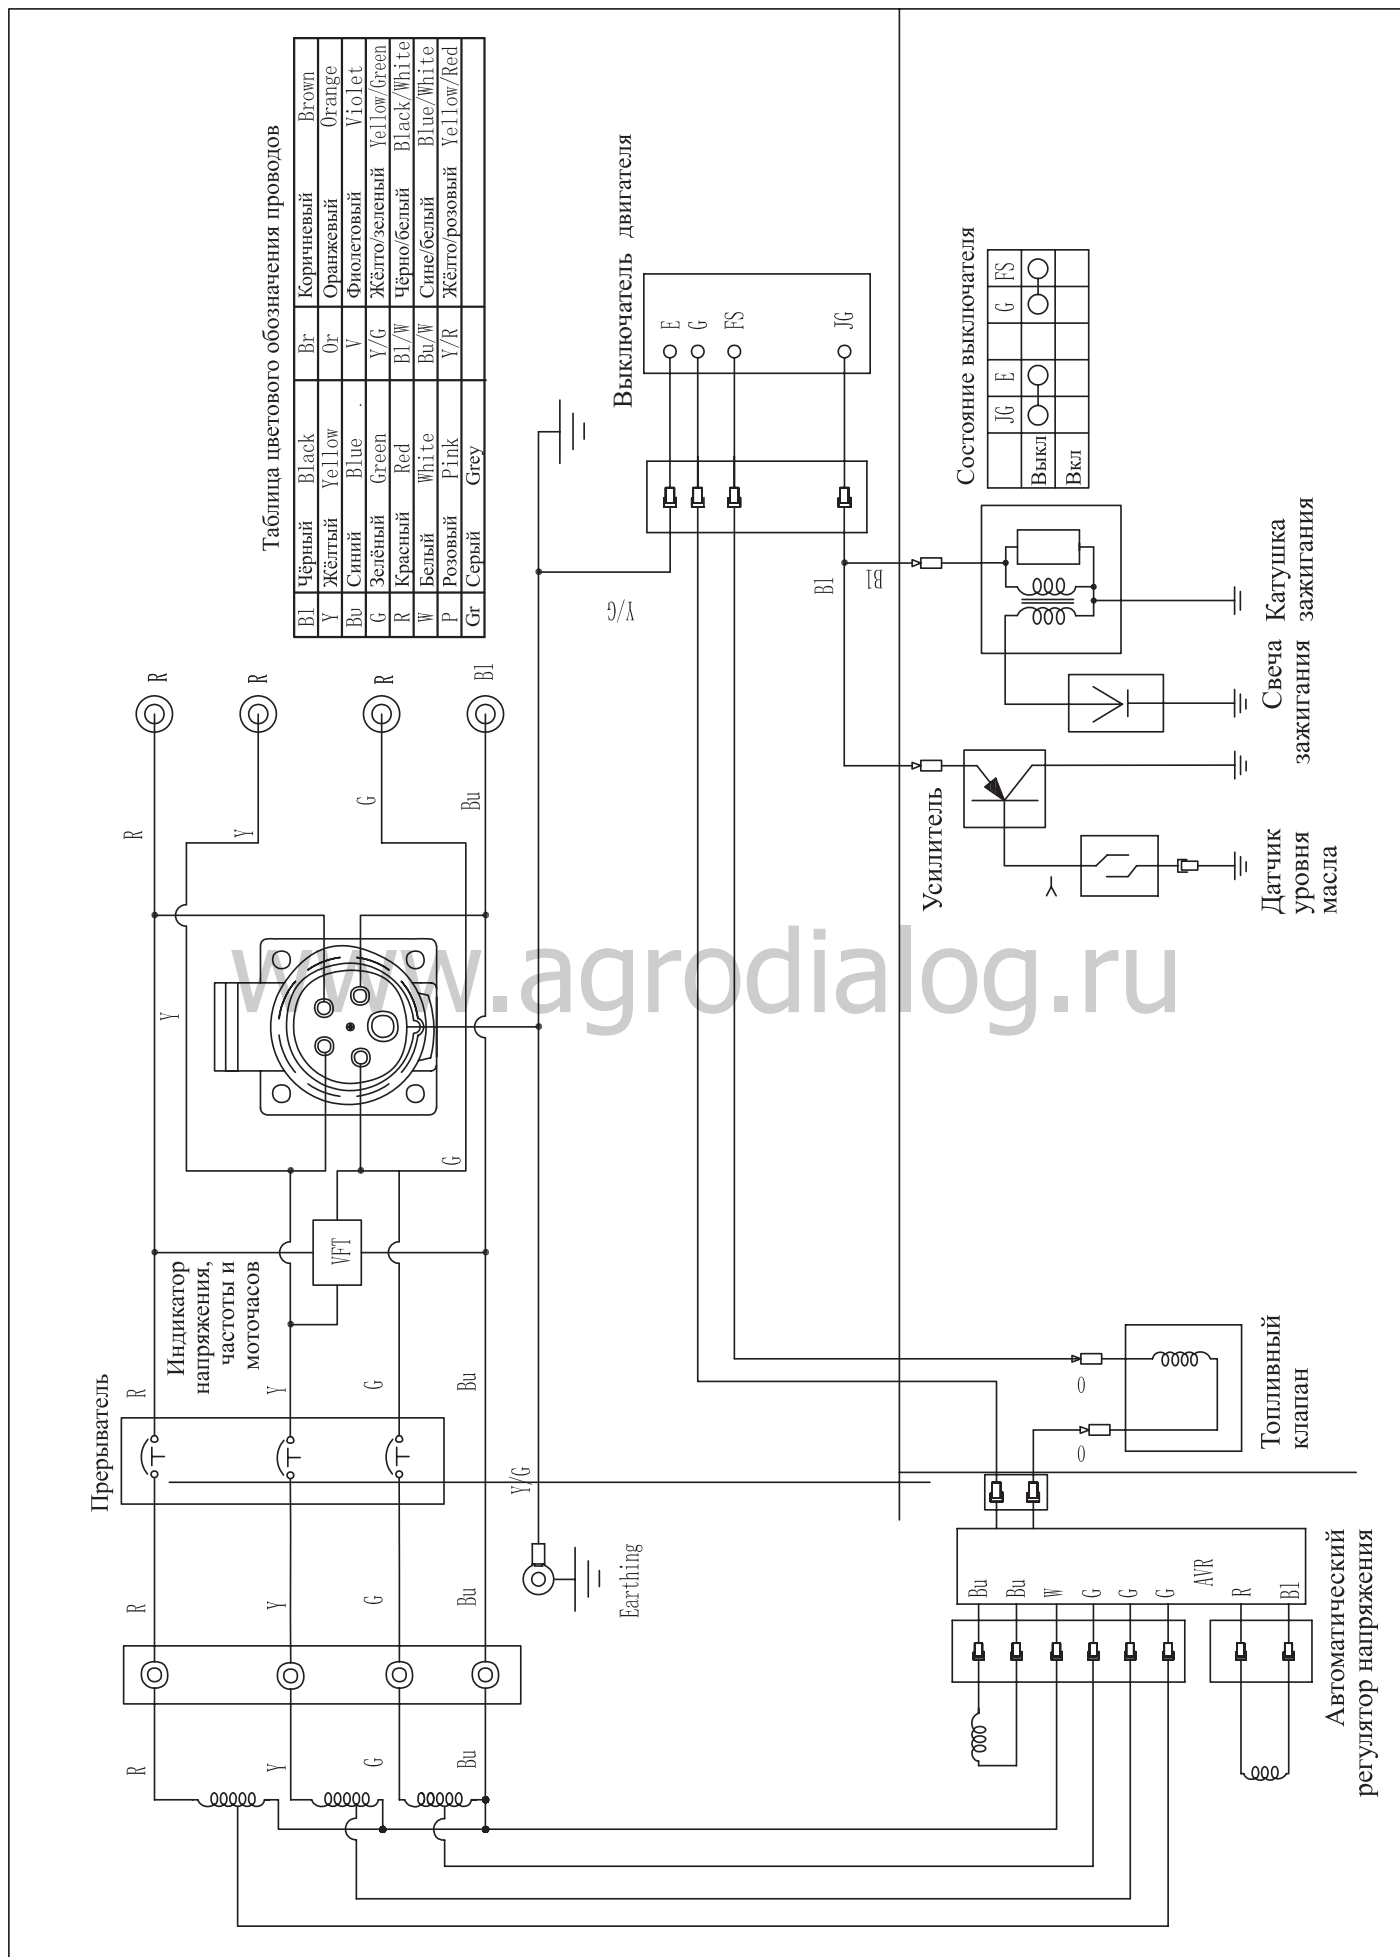 Таблица цветового обозначения проводов
Bl Чёрный Black Br Коричневый Brown
Y Жёлтый Yellow Or Оранжевый Orange
Bu Синий Blue V Фиолетовый Violet
G Зелёный Green Y/G Жёлто/зеленый Yellow/Green
R Красный Red Bl/W Чёрно/белый Black/White
W Белый White Bu/W Сине/белый Blue/White
P Розовый Pink Y/R Жёлто/розовый Yellow/Red
Gr Серый Grey
R
R
R
Bl
R
Y
G
Bu
Y
G
Прерыватель
Индикатор
напряжения,
частоты и
моточасов
VFT
R
Y
G
Bu
R
Y
G
Bu
R
Y
G
Bu
Y/G
Earthing
Y/G
Выключатель двигателя
E
G
FS
JG
Bl
Bl
Состояние выключателя
JG E G FS
Выкл
Вкл
Катушка
зажигания
Свеча
зажигания
Усилитель
Y
Датчик
уровня
масла
www.agrodialog.ru
O
O
Топливный
клапан
Bu
Bu
W
G
G
G
AVR
R
Bl
Автоматический
регулятор напряжения